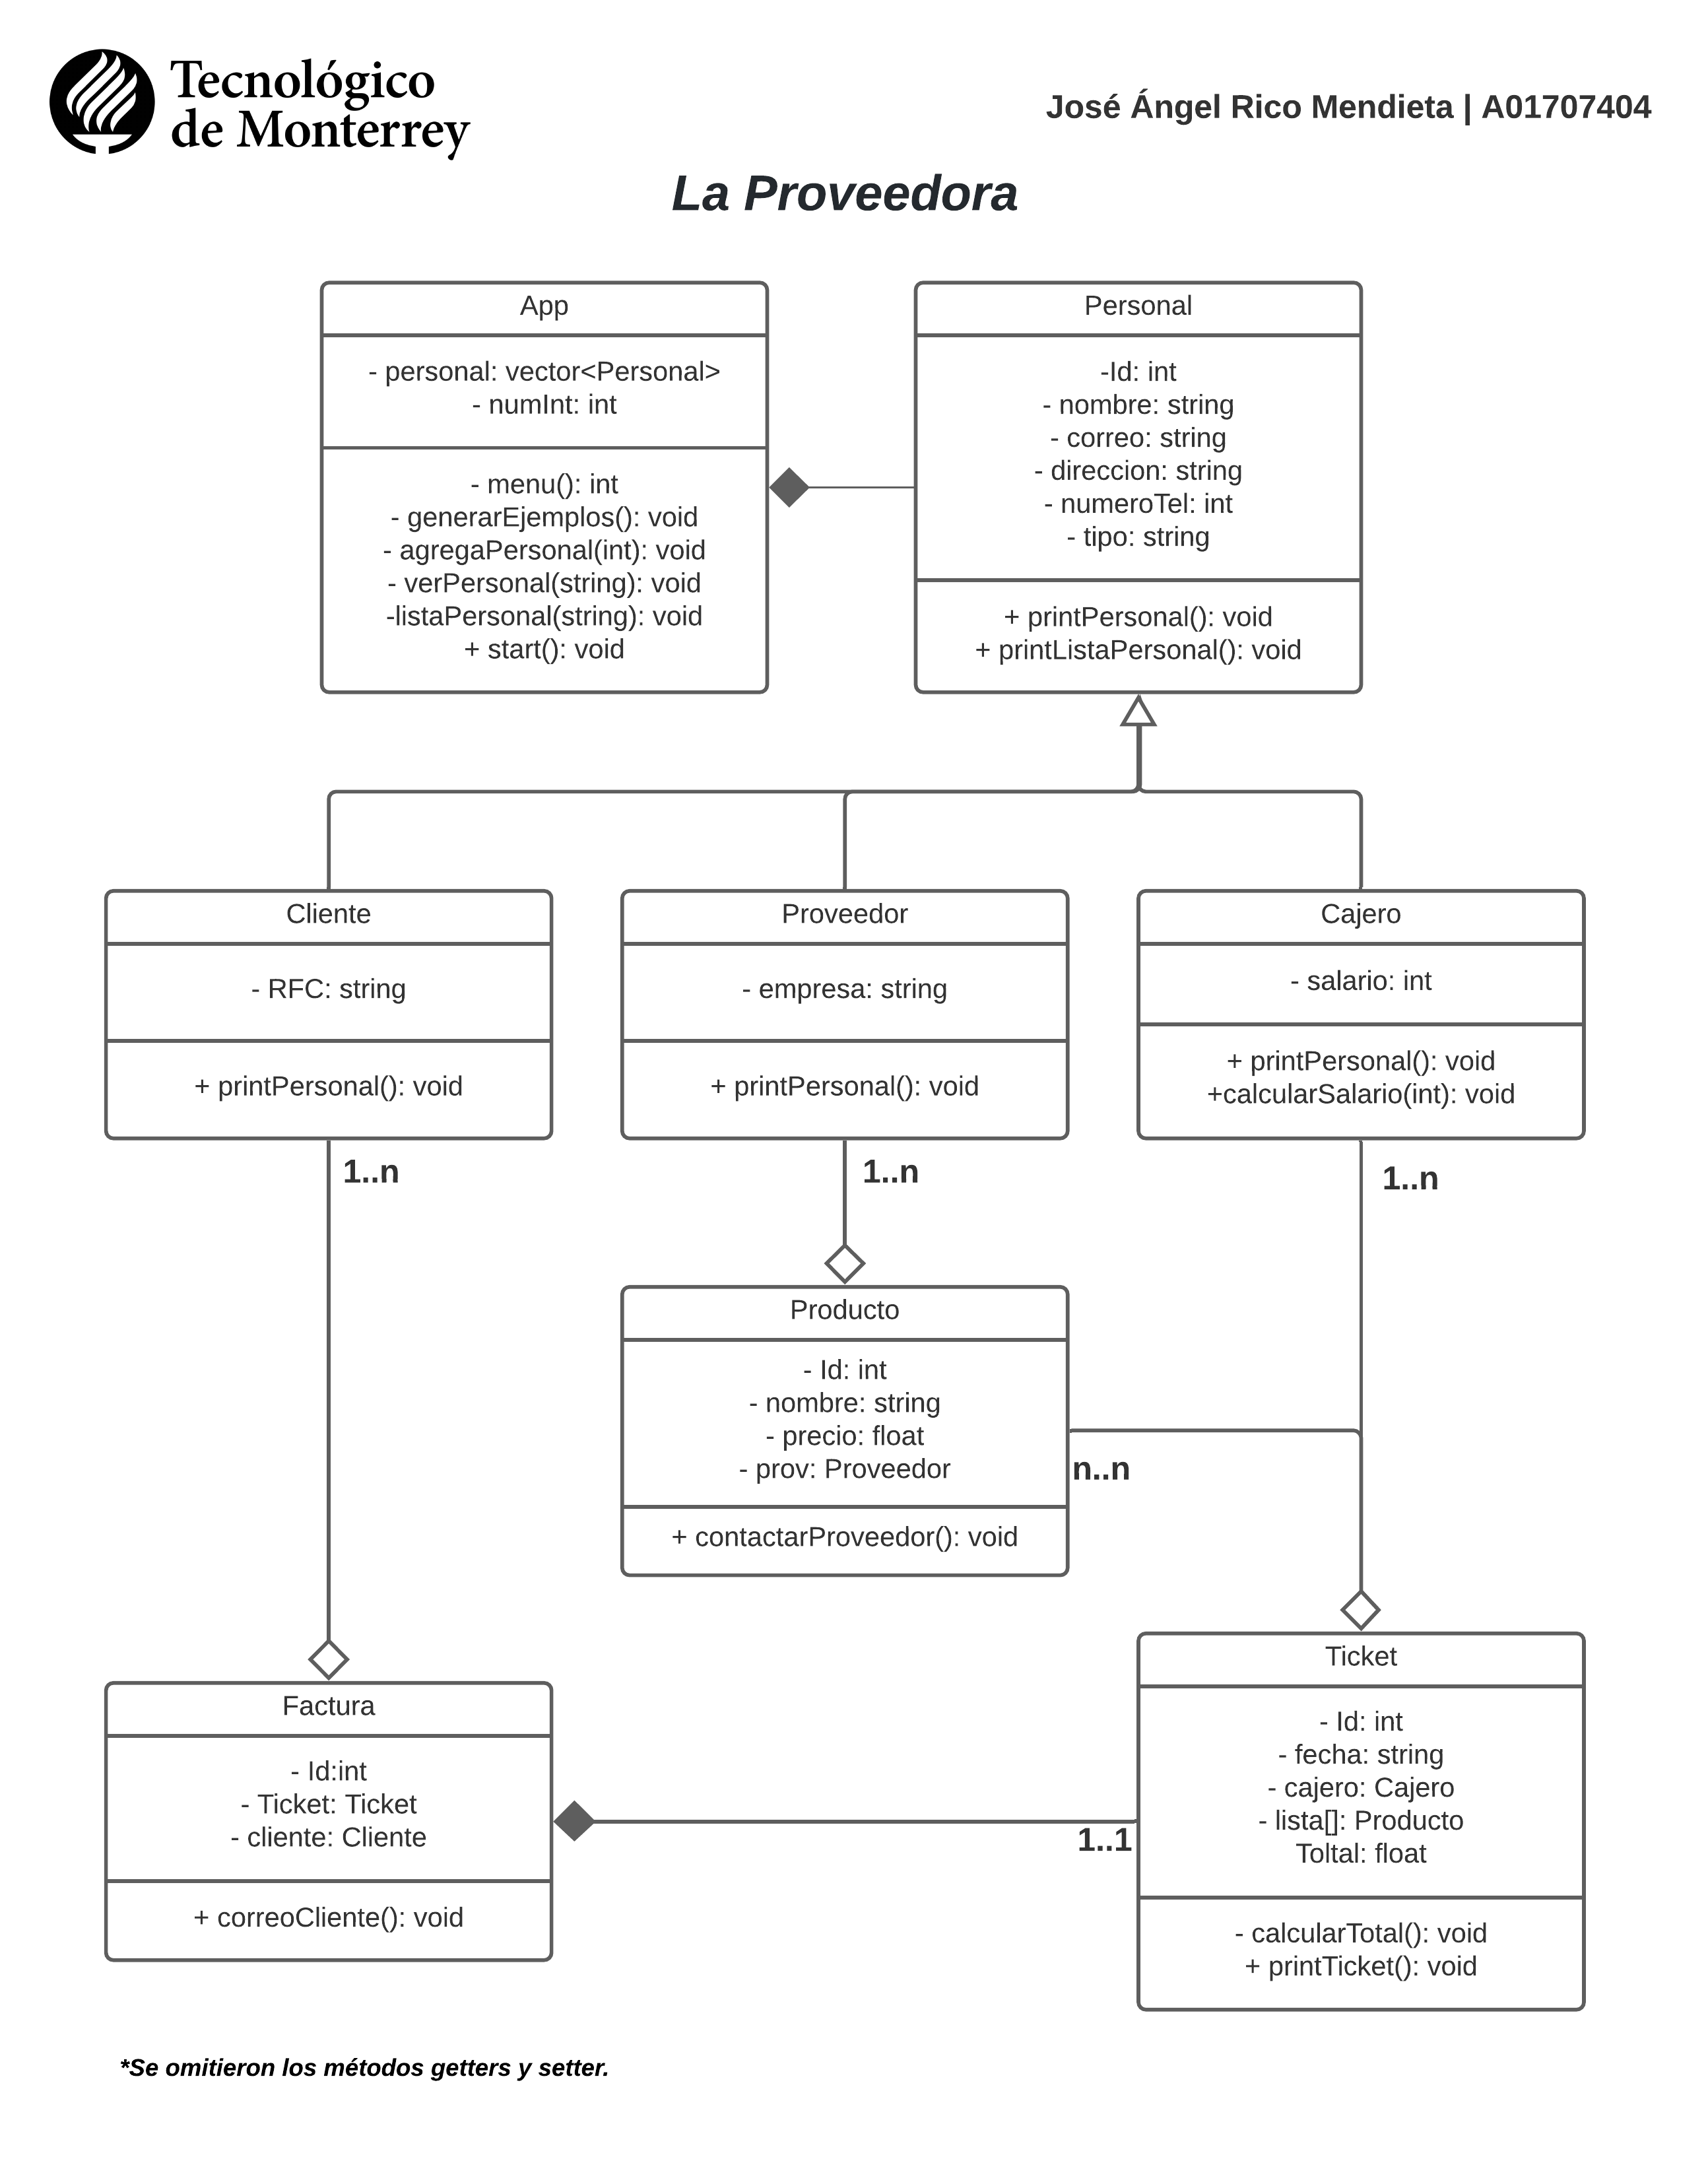 Tecnológico
de Monterrey
José Ángel Rico Mendieta | A01707404
La Proveedora
App
- personal: vector<Personal>
- numInt: int
- menu(): int
- generarEjemplos(): void
- agregaPersonal(int): void
- verPersonal(string): void
-listaPersonal(string): void
+ start(): void
Personal
-Id: int
- nombre: string
- correo: string
- direccion: string
- numeroTel: int
- tipo: string
+ printPersonal(): void
+ printListaPersonal(): void
Cliente
- RFC: string
+ printPersonal(): void
1..n
Proveedor
- empresa: string
+ printPersonal(): void
1..n
Cajero
- salario: int
+ printPersonal(): void
+calcularSalario(int): void
1..n
Producto
- Id: int
- nombre: string
- precio: float
- prov: Proveedor
+ contactarProveedor(): void
n..n
Factura
- Id:int
- Ticket: Ticket
- cliente: Cliente
+ correoCliente(): void
1..1
Ticket
- Id: int
- fecha: string
- cajero: Cajero
- lista[]: Producto
Toltal: float
- calcularTotal(): void
+ printTicket(): void
*Se omitieron los métodos getters y setter.